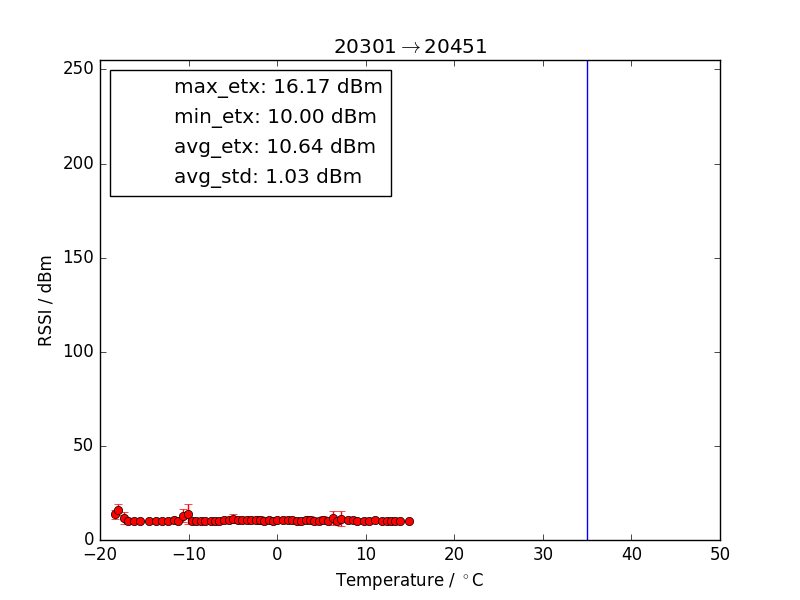 20301→20451
max_etx: 16.17 dBm
min_etx: 10.00 dBm
avg_etx: 10.64 dBm
avg_std: 1.03 dBm
RSSI / dBm
250
200
150
100
50
0
−20 −10 0 10 20 30 40 50
Temperature / °C